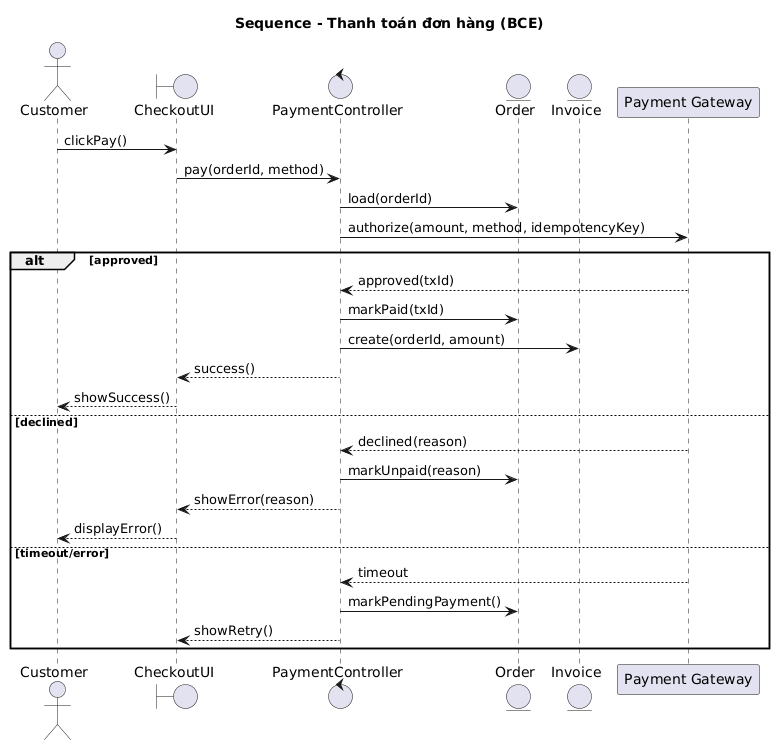 Sequence - Thanh toán đơn hàng (BCE)
Customer
CheckoutUI
PaymentController
Order
Invoice
Payment Gateway
clickPay()
pay(orderId, method)
load(orderId)
authorize(amount, method, idempotencyKey)
alt
[approved]
approved(txId)
markPaid(txId)
create(orderId, amount)
success()
showSuccess()
[declined]
declined(reason)
markUnpaid(reason)
showError(reason)
displayError()
[timeout/error]
timeout
markPendingPayment()
showRetry()
Customer
CheckoutUI
PaymentController
Order
Invoice
Payment Gateway